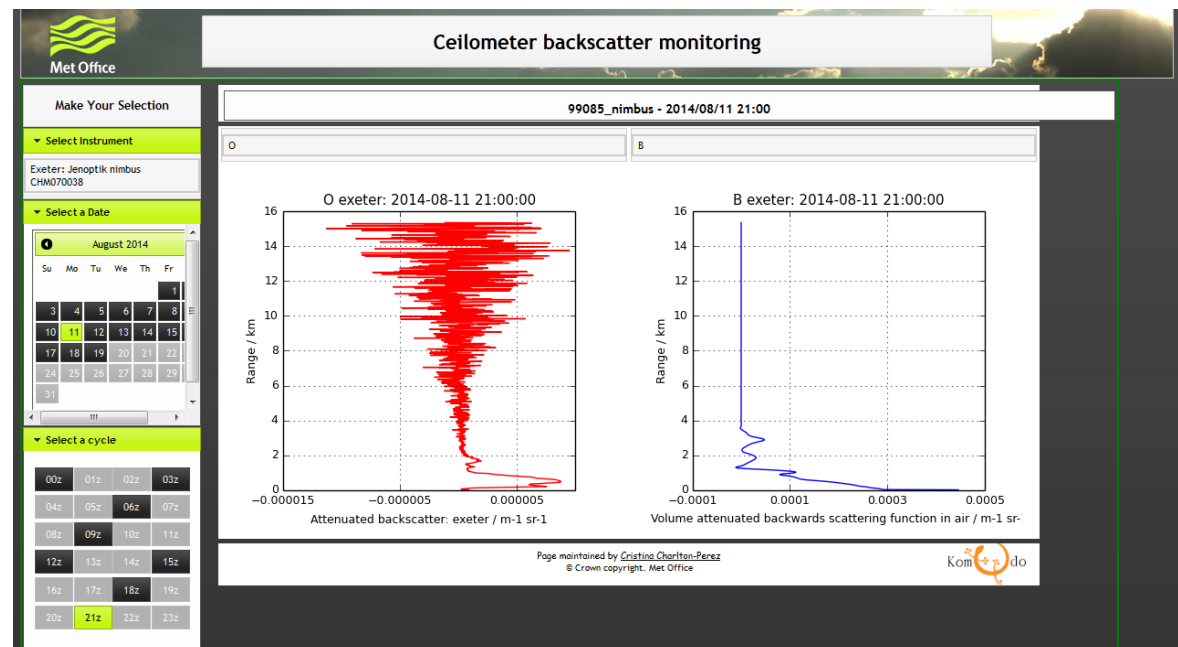 Met Office
Ceilometer backscatter monitoring
Make Your Selection
Select Instrument
Exeter: Jenoptik nimbus
CHM070038
Select a Date
August 2014
Su Mo Tu We Th Fr
1
3 4 5 6 7 8
10 11 12 13 14 15
17 18 19 20 21 22
24 25 26 27 28 29
31
Select a cycle
00z 01z 02z 03z
04z 05z 06z 07z
08z 09z 10z 11z
12z 13z 14z 15z
16z 17z 18z 19z
20z 21z 22z 23z
99085_nimbus - 2014/08/11 21:00
O
B
O exeter: 2014-08-11 21:00:00
16
14
12
10
8
6
4
2
0
Range / km
−0.000015 −0.000005 0.000005
Attenuated backscatter: exeter / m-1 sr-1
B exeter: 2014-08-11 21:00:00
16
14
12
10
8
6
4
2
0
Range / km
−0.0001 0.0001 0.0003 0.0005
Volume attenuated backwards scattering function in air / m-1 sr-
Page maintained by Cristina Charlton-Perez
© Crown copyright. Met Office
Kom do